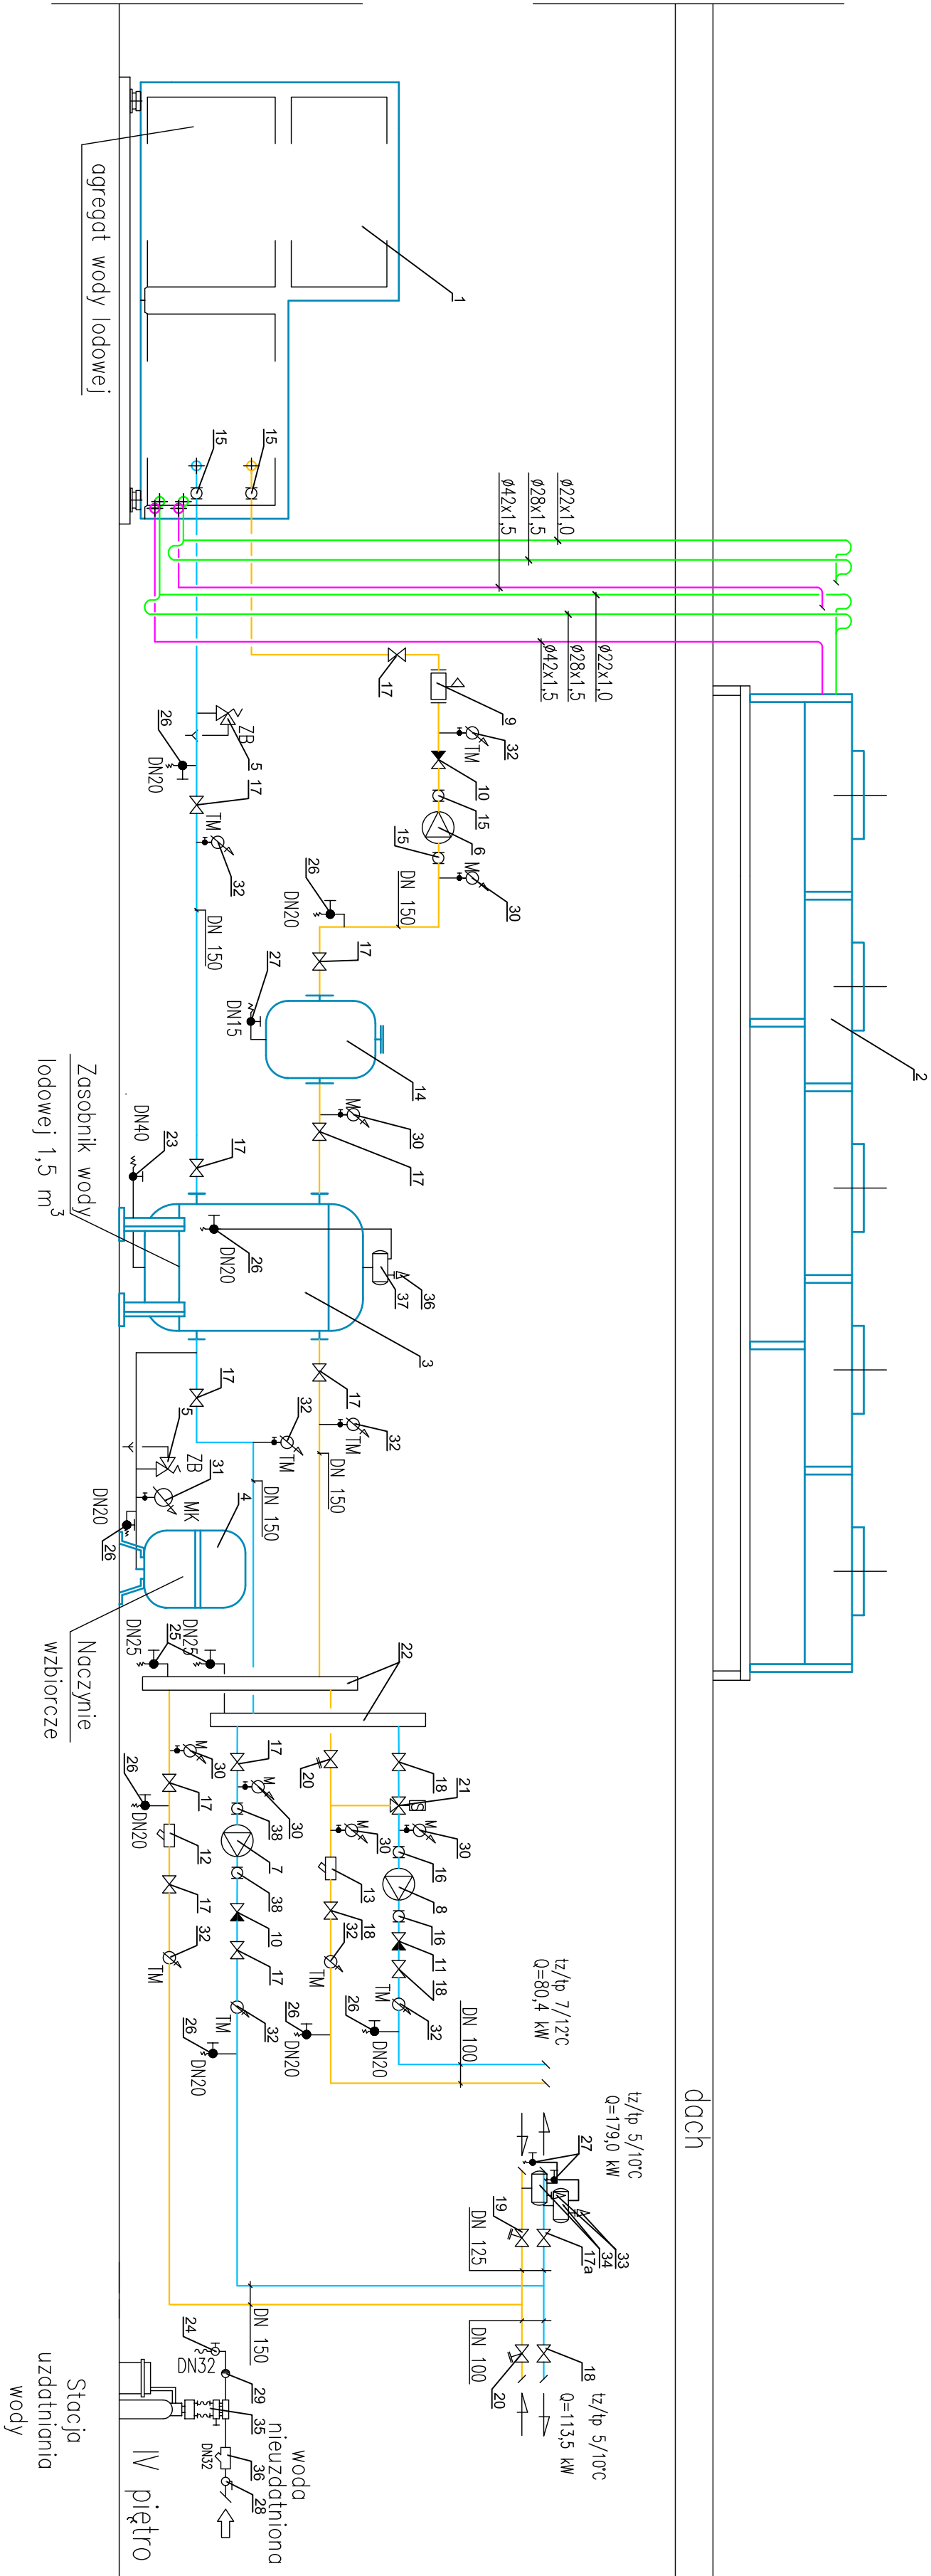 2
1
agregat wody lodowej
15
15
Ø22x1,0
Ø28x1,5
Ø42x1,5
Ø22x1,0
Ø28x1,5
Ø42x1,5
17
9
32
TM
10
15
6
15
M
30
DN 150
26
DN20
17
ZB
5
26
DN20
17
TM
32
DN 150
27
DN15
14
M
30
17
17
23
DN40
Zasobnik wody
lodowej 1,5 m³
26
DN20
36
37
3
17
32
TM
DN 150
17
32
TM
DN 150
5
ZB
31
MK
4
DN20
26
Naczynie
wzbiorcze
25
DN25
DN25
22
18
21
M
30
16
8
16
11
18
TM
32
26
DN20
20
M
30
13
18
32
TM
26
DN20
DN 100
tz/tp 7/12°C
Q=80,4 kW
17
M
30
38
7
38
10
17
TM
32
26
DN20
M
30
17
26
DN20
12
17
32
TM
dach
tz/tp 5/10°C
Q=179,0 kW
27
33
34
19
17a
DN 125
DN 150
DN 100
18
20
tz/tp 5/10°C
Q=113,5 kW
24
DN32
29
35
woda
nieuzdatniona
36
DN32
28
Stacja
uzdatniania
wody
IV piętro